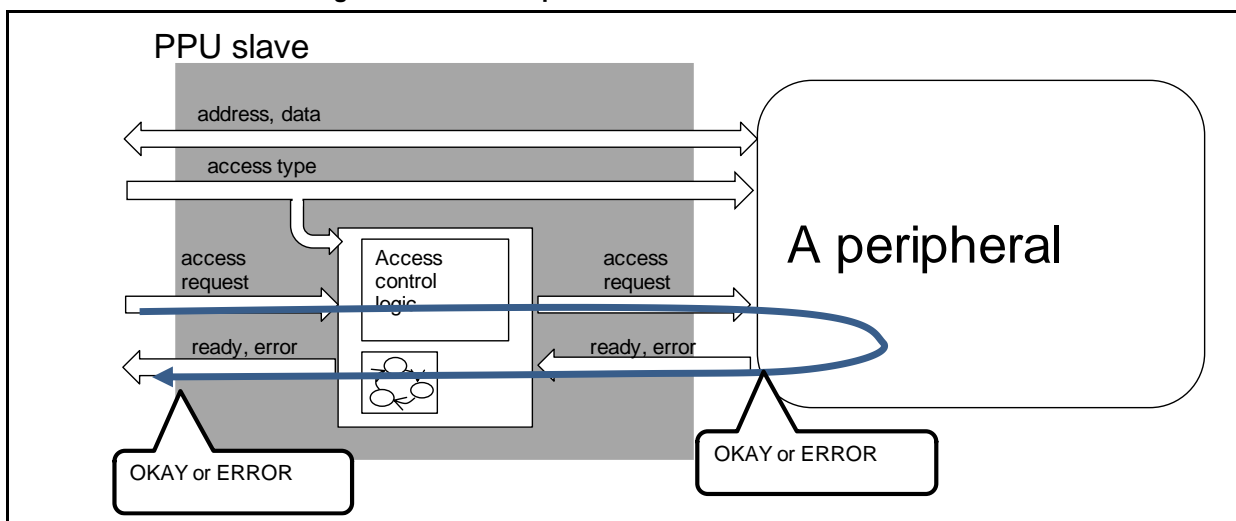 PPU slave
address, data
access type
access
request
Access
control
logic
access
request
A peripheral
ready, error
ready, error
OKAY or ERROR
OKAY or ERROR